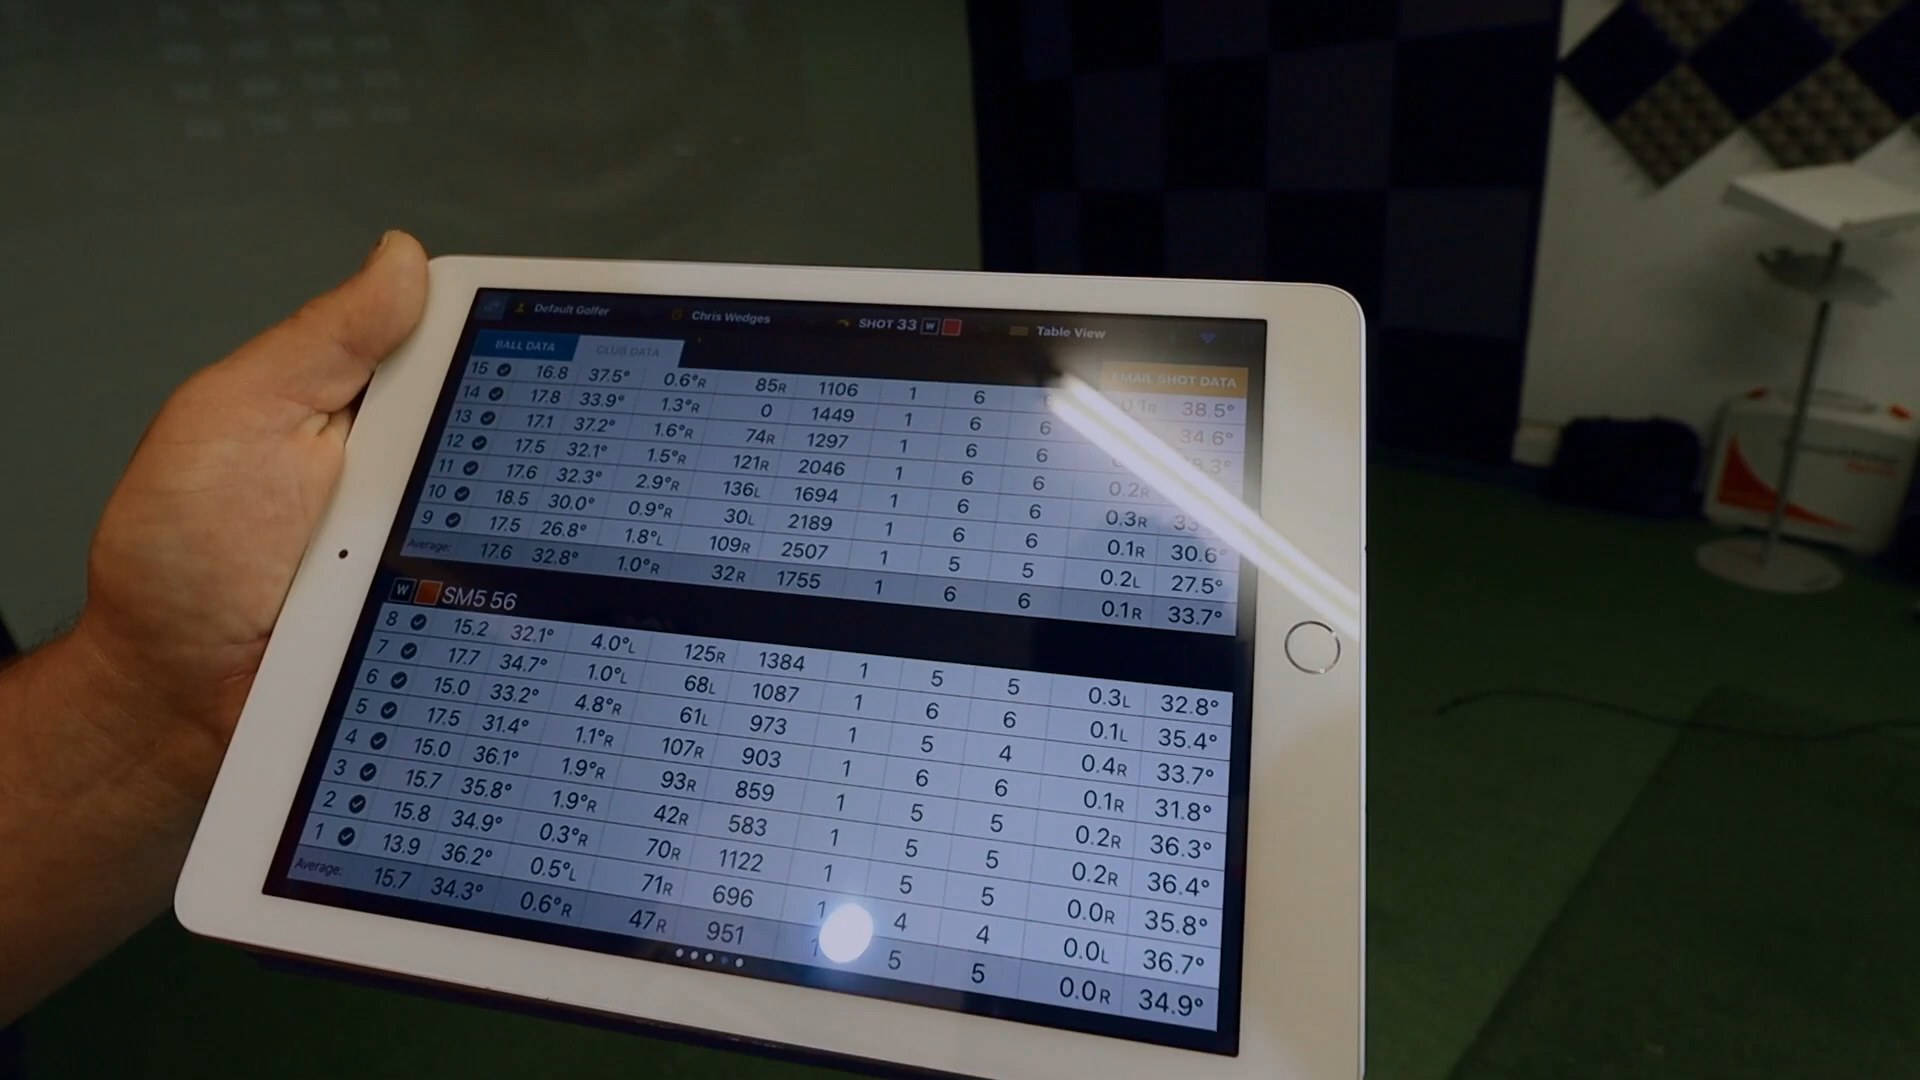 Default Golfer Chris Wedges SHOT 33 W Table View
BALL DATA CLUB DATA EMAIL SHOT DATA
15 16.8 37.5° 0.6°R 85R 1106 1 6 6 0.1R 38.5°
14 17.8 33.9° 1.3°R 0 1449 1 6 6 34.6°
13 17.1 37.2° 1.6°R 74R 1297 1 6 6
12 17.5 32.1° 1.5°R 121R 2046 1 6 6 0.2R
11 17.6 32.3° 2.9°R 136L 1694 1 6 6 0.3R
10 18.5 30.0° 0.9°R 30L 2189 1 6 6 0.1R 30.6°
9 17.5 26.8° 1.8°L 109R 2507 1 5 5 0.2L 27.5°
Average: 17.6 32.8° 1.0°R 32R 1755 1 6 6 0.1R 33.7°
W SM5 56
8 15.2 32.1° 4.0°L 125R 1384 1 5 5 0.3L 32.8°
7 17.7 34.7° 1.0°L 68L 1087 1 6 6 0.1L 35.4°
6 15.0 33.2° 4.8°R 61L 973 1 5 4 0.4R 33.7°
5 17.5 31.4° 1.1°R 107R 903 1 6 6 0.1R 31.8°
4 15.0 36.1° 1.9°R 93R 859 1 5 5 0.2R 36.3°
3 15.7 35.8° 1.9°R 42R 583 1 5 5 0.2R 36.4°
2 15.8 34.9° 0.3°R 70R 1122 1 5 5 0.0R 35.8°
1 13.9 36.2° 0.5°L 71R 696 1 4 4 0.0L 36.7°
Average: 15.7 34.3° 0.6°R 47R 951 1 5 5 0.0R 34.9°